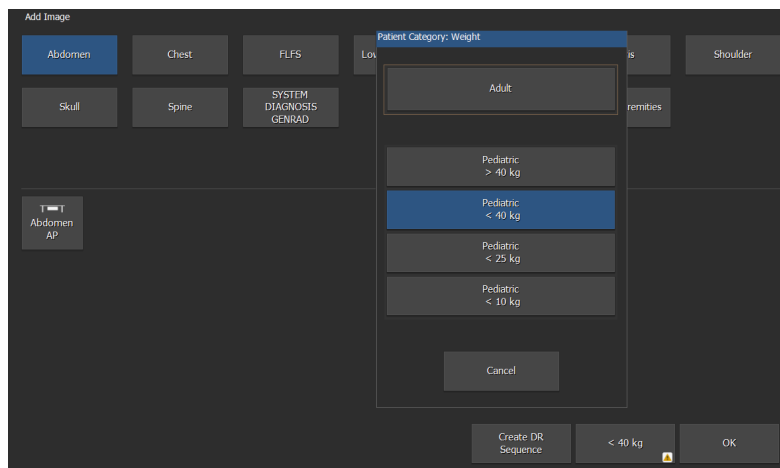 Add Image
Patient Category: Weight
Abdomen
Chest
FLFS
Lov
is
Shoulder
Adult
Skull
Spine
SYSTEM
DIAGNOSIS
GENRAD
remities
Pediatric
> 40 kg
Pediatric
< 40 kg
Pediatric
< 25 kg
Pediatric
< 10 kg
Abdomen
AP
Cancel
Create DR
Sequence
< 40 kg
OK